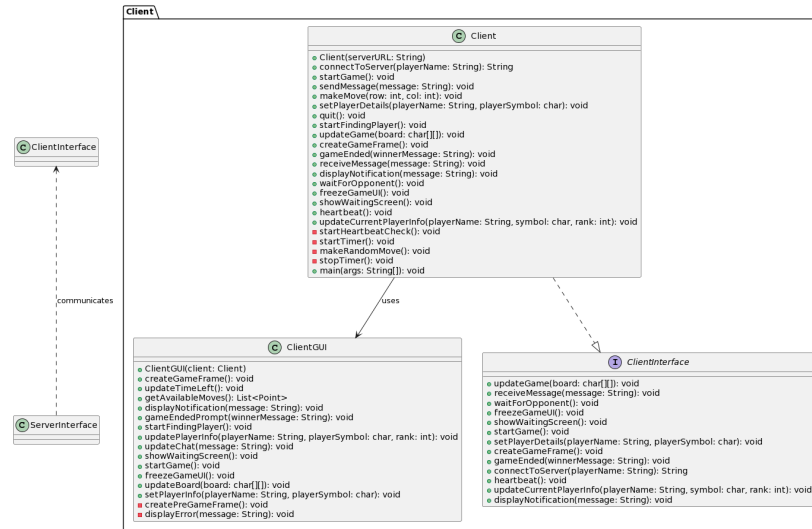 Client
C Client
Client(serverURL: String)
connectToServer(playerName: String): String
startGame(): void
sendMessage(message: String): void
makeMove(row: int, col: int): void
setPlayerDetails(playerName: String, playerSymbol: char): void
quit(): void
startFindingPlayer(): void
updateGame(board: char[][]): void
createGameFrame(): void
gameEnded(winnerMessage: String): void
receiveMessage(message: String): void
displayNotification(message: String): void
waitForOpponent(): void
freezeGameUI(): void
showWaitingScreen(): void
heartbeat(): void
updateCurrentPlayerInfo(playerName: String, symbol: char, rank: int): void
startHeartbeatCheck(): void
startTimer(): void
makeRandomMove(): void
stopTimer(): void
main(args: String[]): void
C ClientInterface
communicates
uses
C ServerInterface
C ClientGUI
ClientGUI(client: Client)
createGameFrame(): void
updateTimeLeft(): void
getAvailableMoves(): List<Point>
displayNotification(message: String): void
gameEndedPrompt(winnerMessage: String): void
startFindingPlayer(): void
updatePlayerInfo(playerName: String, playerSymbol: char, rank: int): void
updateChat(message: String): void
showWaitingScreen(): void
startGame(): void
freezeGameUI(): void
updateBoard(board: char[][]): void
setPlayerInfo(playerName: String, playerSymbol: char): void
createPreGameFrame(): void
displayError(message: String): void
I ClientInterface
updateGame(board: char[][]): void
receiveMessage(message: String): void
waitForOpponent(): void
freezeGameUI(): void
showWaitingScreen(): void
startGame(): void
setPlayerDetails(playerName: String, playerSymbol: char): void
createGameFrame(): void
gameEnded(winnerMessage: String): void
connectToServer(playerName: String): String
heartbeat(): void
updateCurrentPlayerInfo(playerName: String, symbol: char, rank: int): void
displayNotification(message: String): void